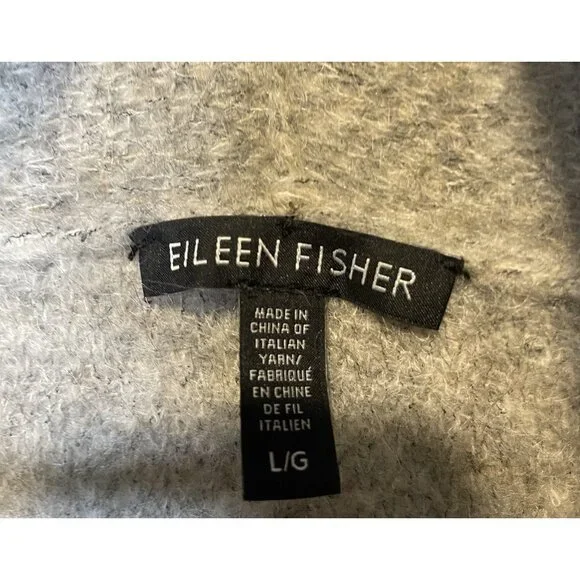 EILEEN FISHER
MADE IN
CHINA OF
ITALIAN
YARN/
FABRIQUÉ
EN CHINE
DE FIL
ITALIEN
L/G